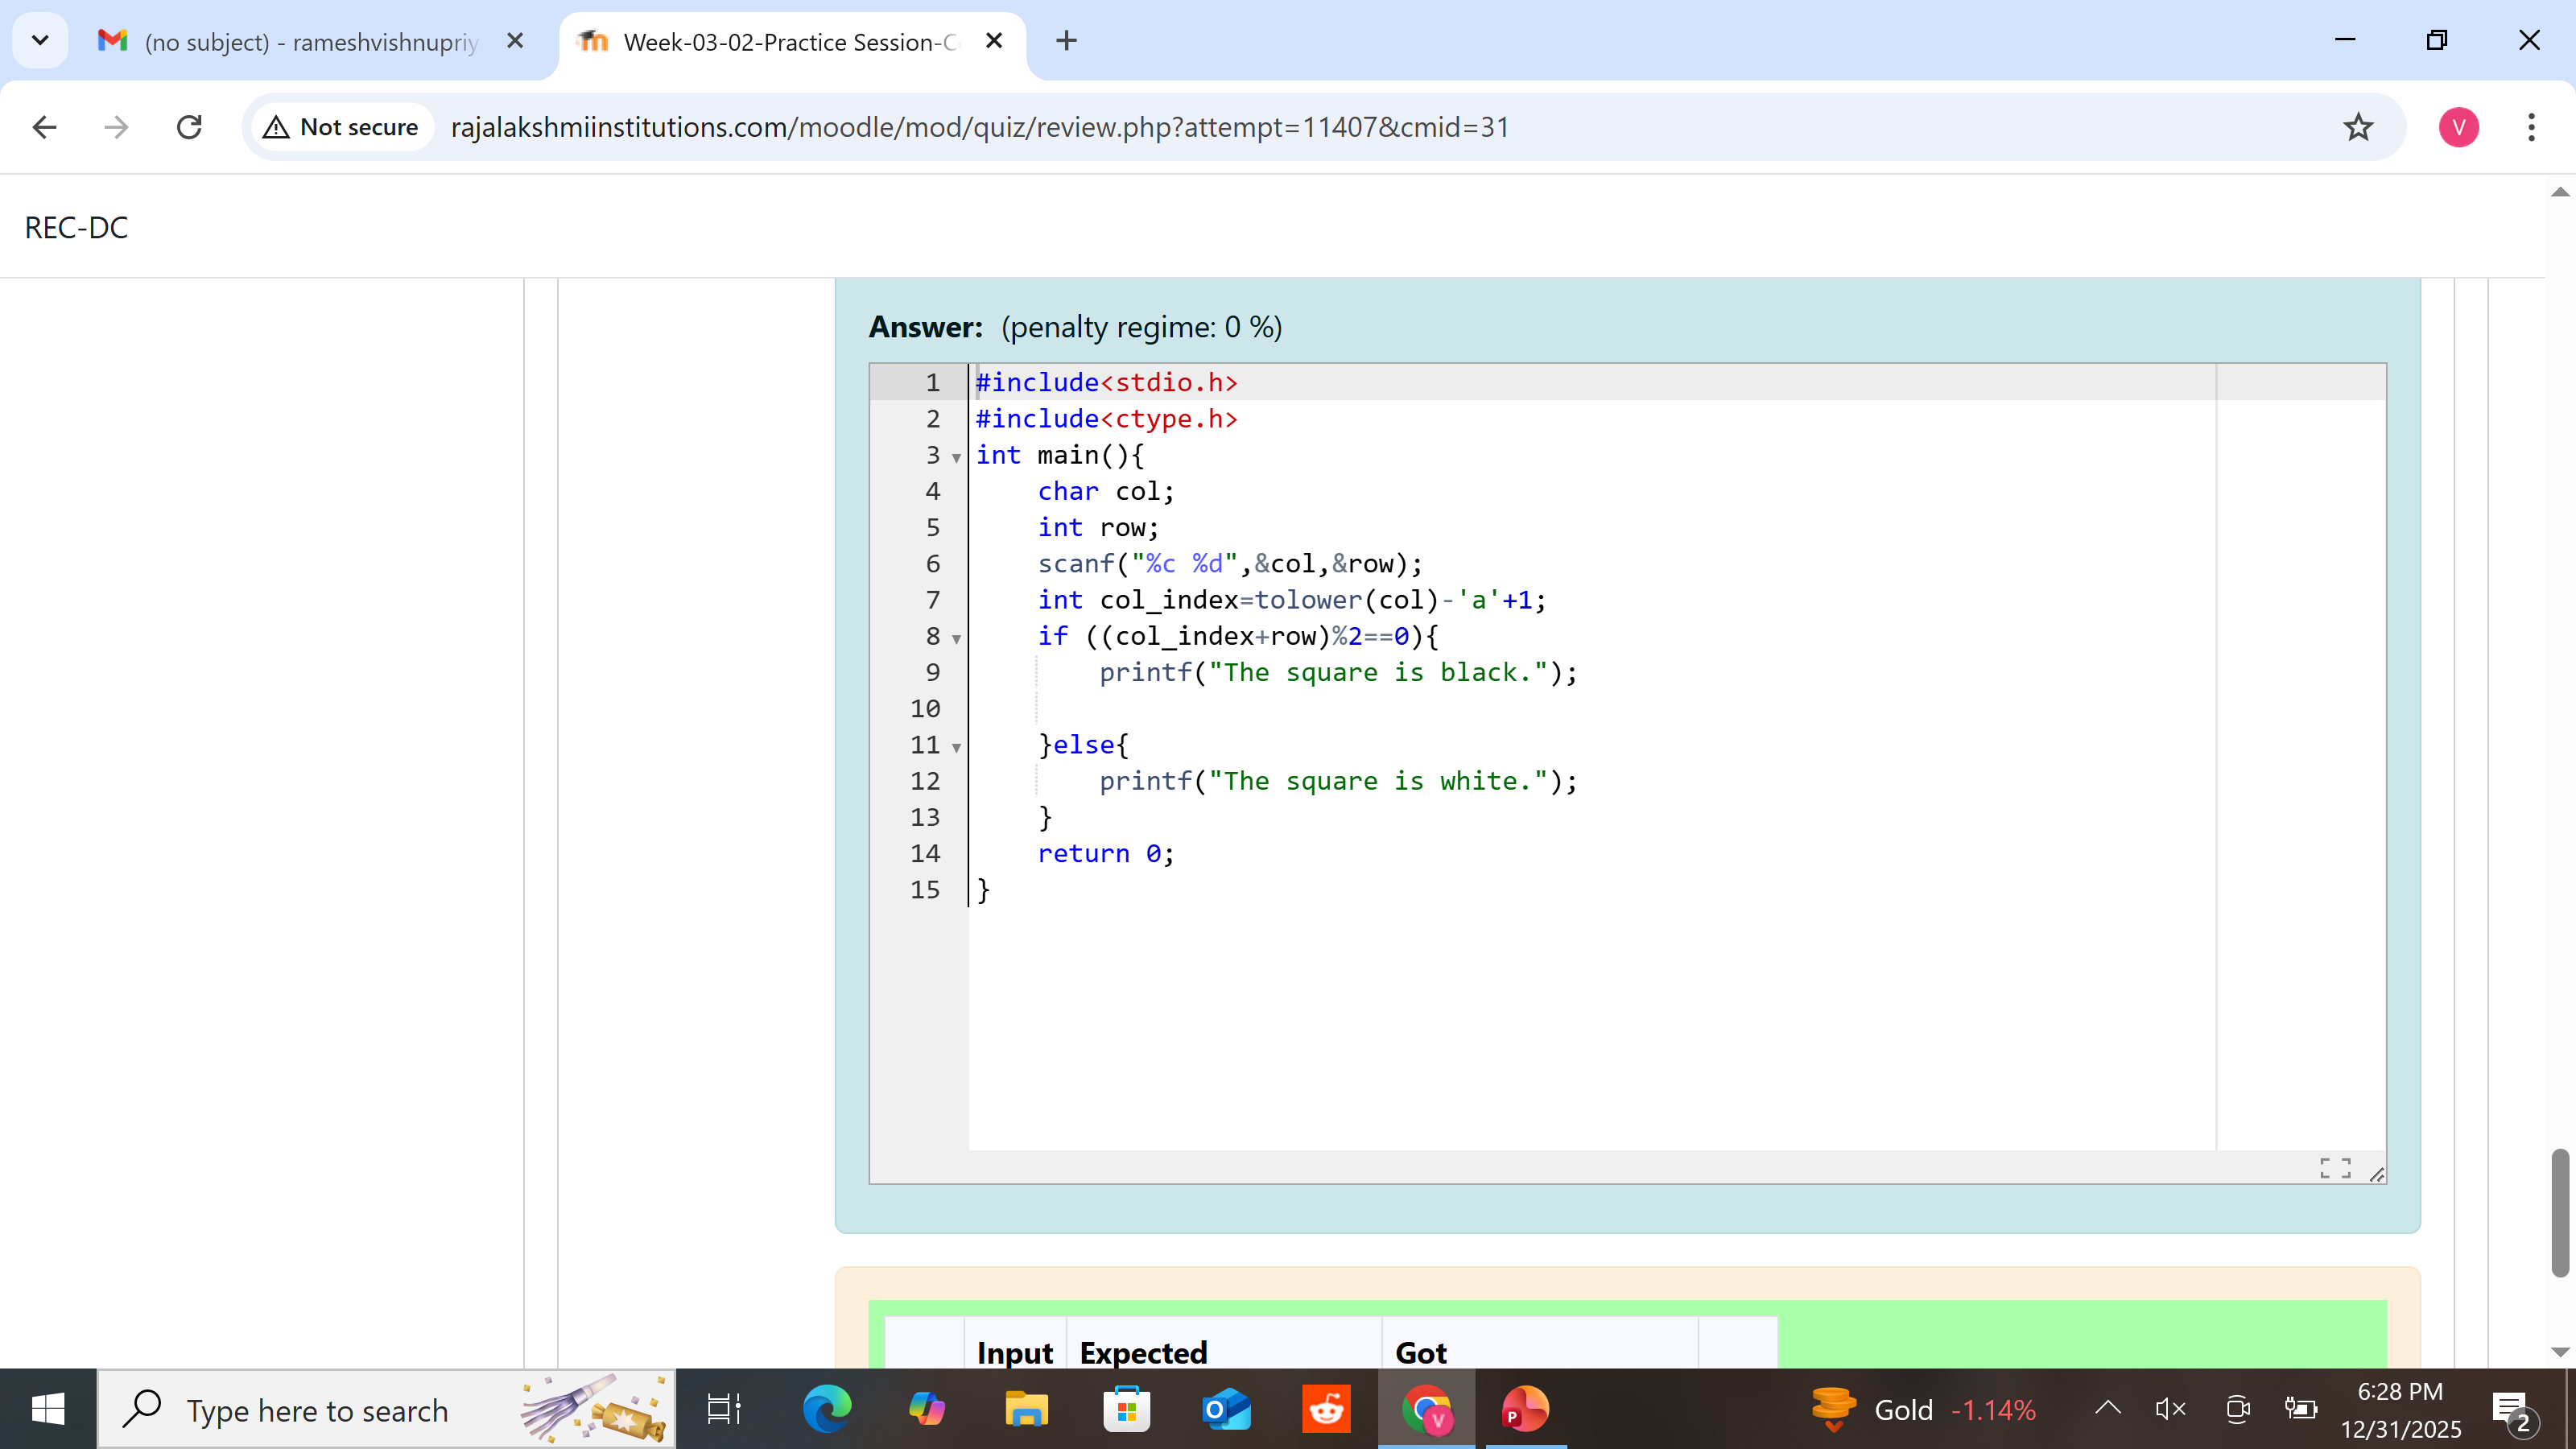 (no subject) - rameshvishnupriy
Week-03-02-Practice Session-C
Not secure
rajalakshmiinstitutions.com/moodle/mod/quiz/review.php?attempt=11407&cmid=31
V
REC-DC
Answer: (penalty regime: 0 %)
1 #include<stdio.h>
2 #include<ctype.h>
3 int main(){
4     char col;
5     int row;
6     scanf("%c %d",&col,&row);
7     int col_index=tolower(col)-'a'+1;
8     if ((col_index+row)%2==0){
9         printf("The square is black.");
10
11     }else{
12         printf("The square is white.");
13     }
14     return 0;
15 }
Input Expected Got
Type here to search
Gold -1.14%
6:28 PM
12/31/2025
2